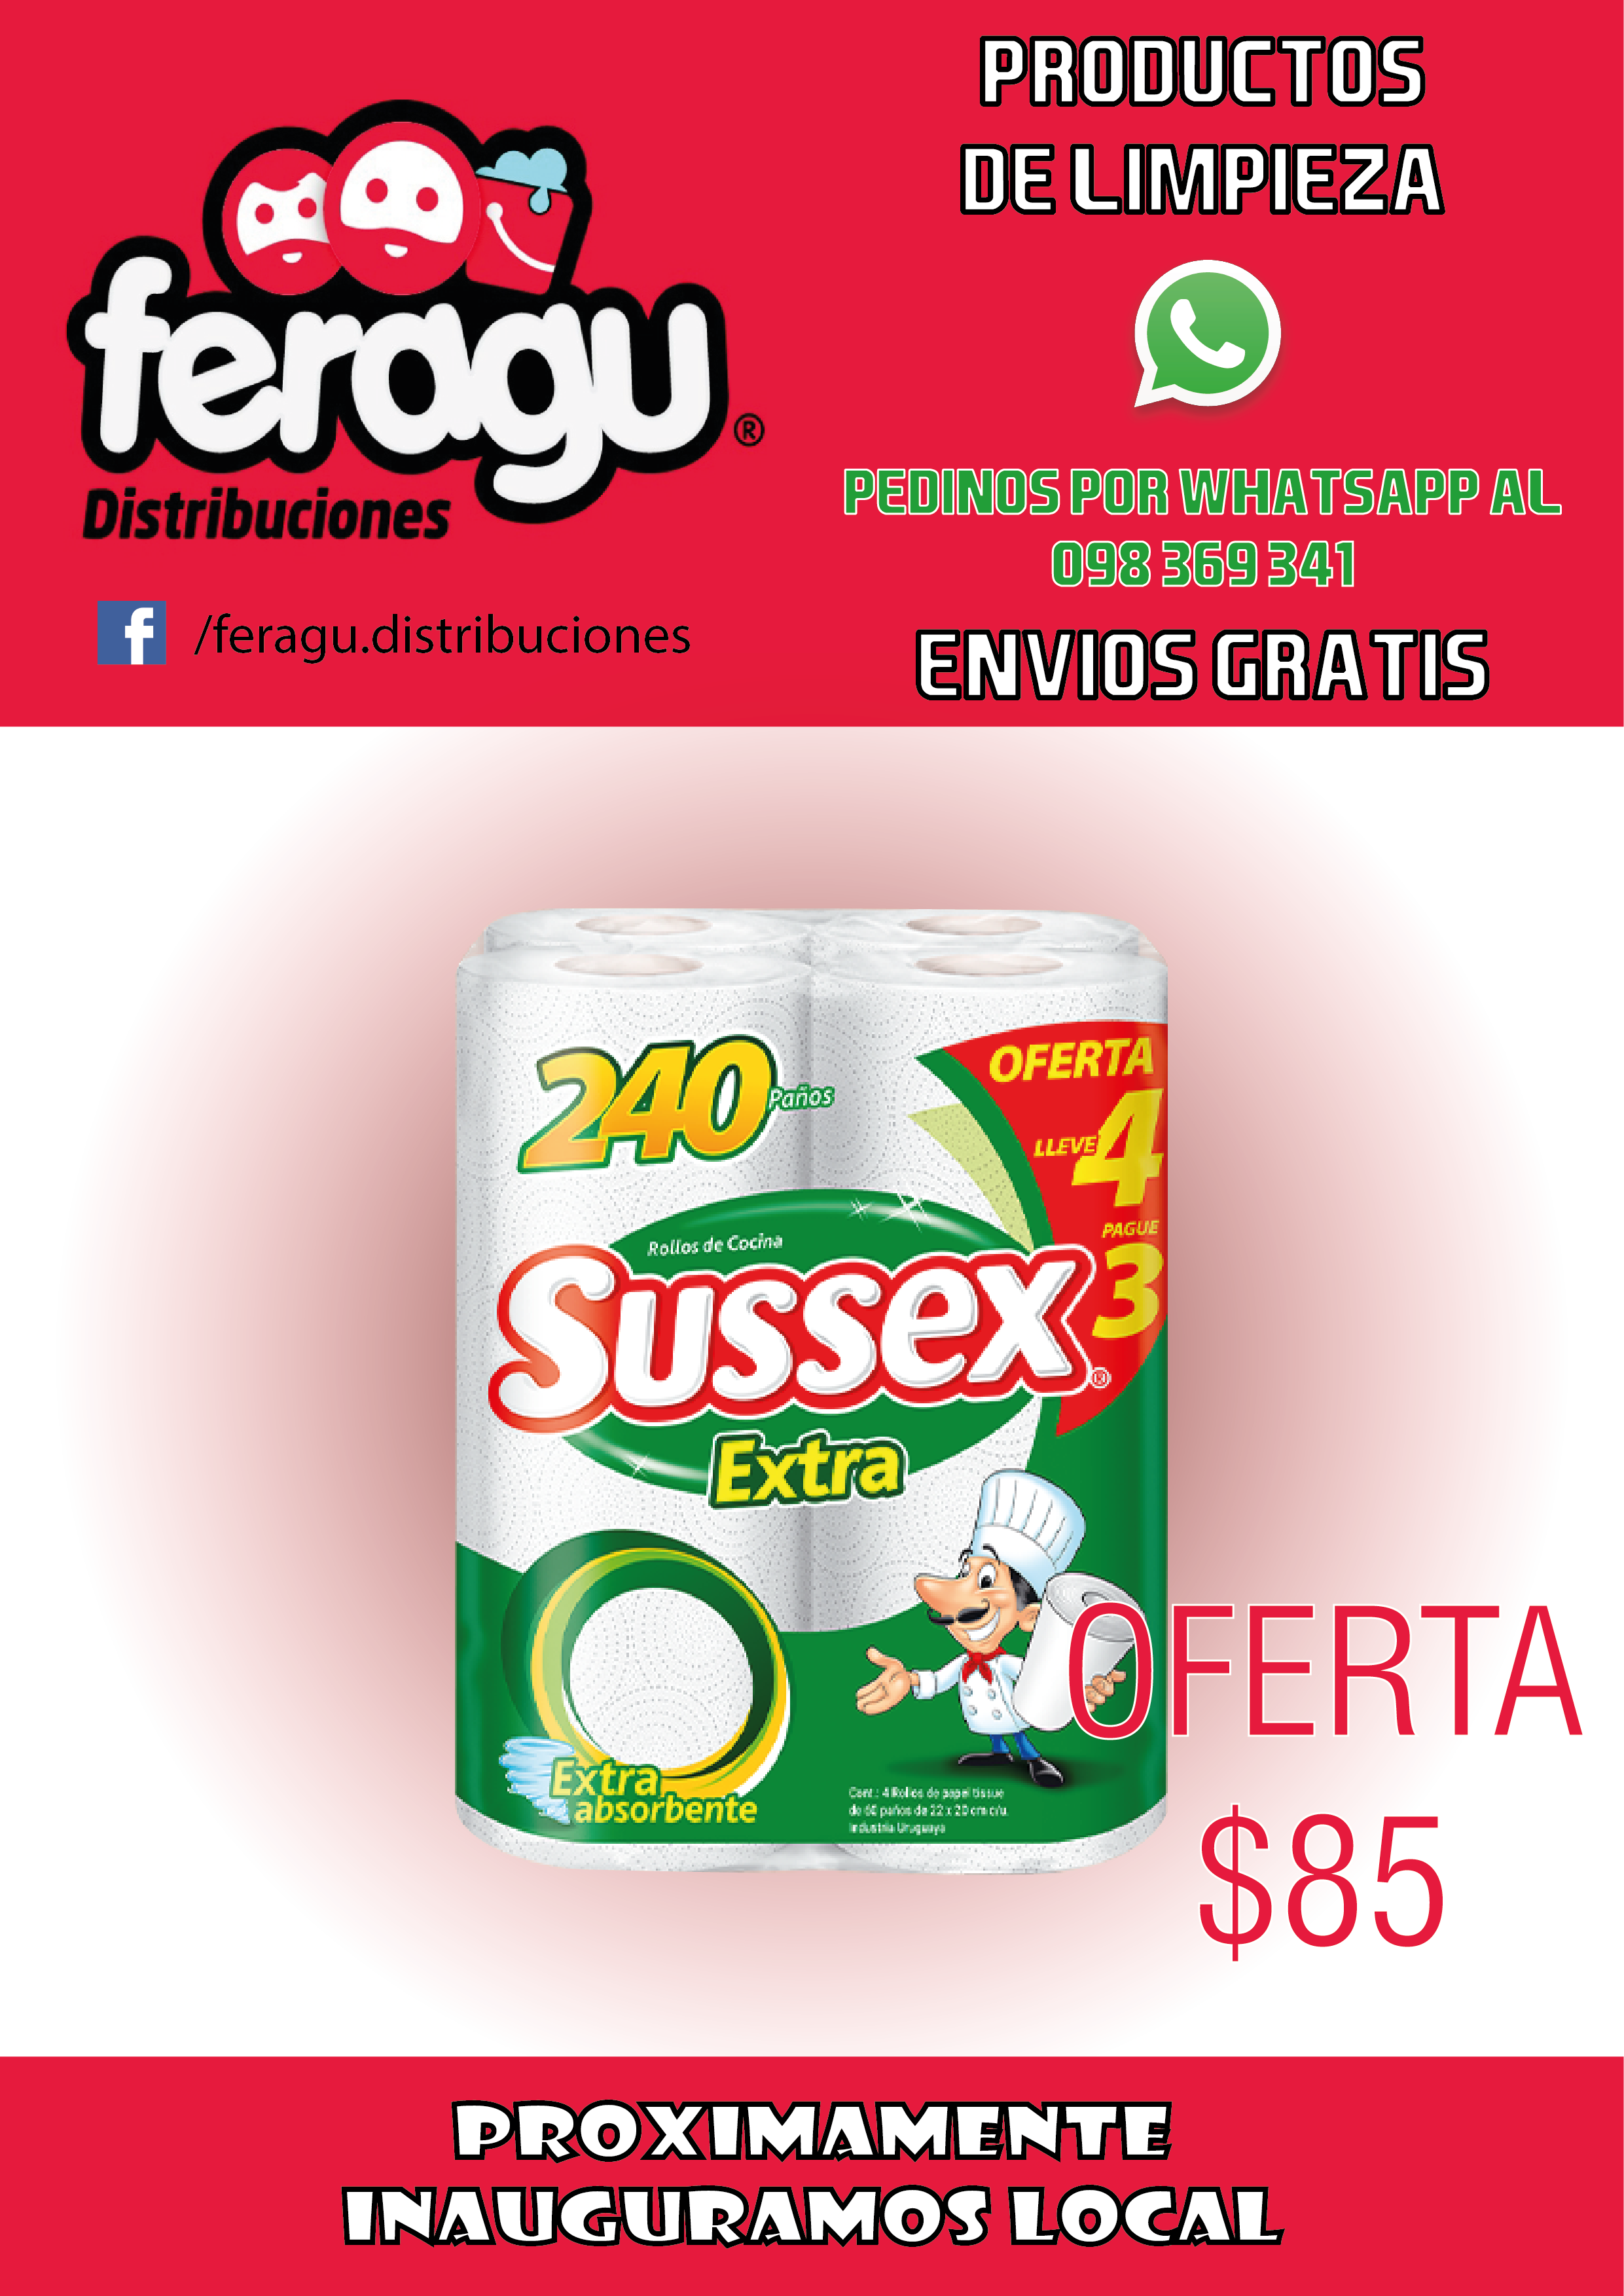 feragu®
Distribuciones
f /feragu.distribuciones
PRODUCTOS
DE LIMPIEZA
PEDINOS POR WHATSAPP AL
098 369 341
ENVIOS GRATIS
240 Paños
OFERTA
LLEVE 4
PAGUE
3
Rollos de Cocina
Sussex®
Extra
Extra
absorbente
Cont.: 4 Rollos de papel tissue
de 60 paños de 22 x 20 cm c/u.
Industria Uruguaya
OFERTA
$85
PROXIMAMENTE
INAUGURAMOS LOCAL